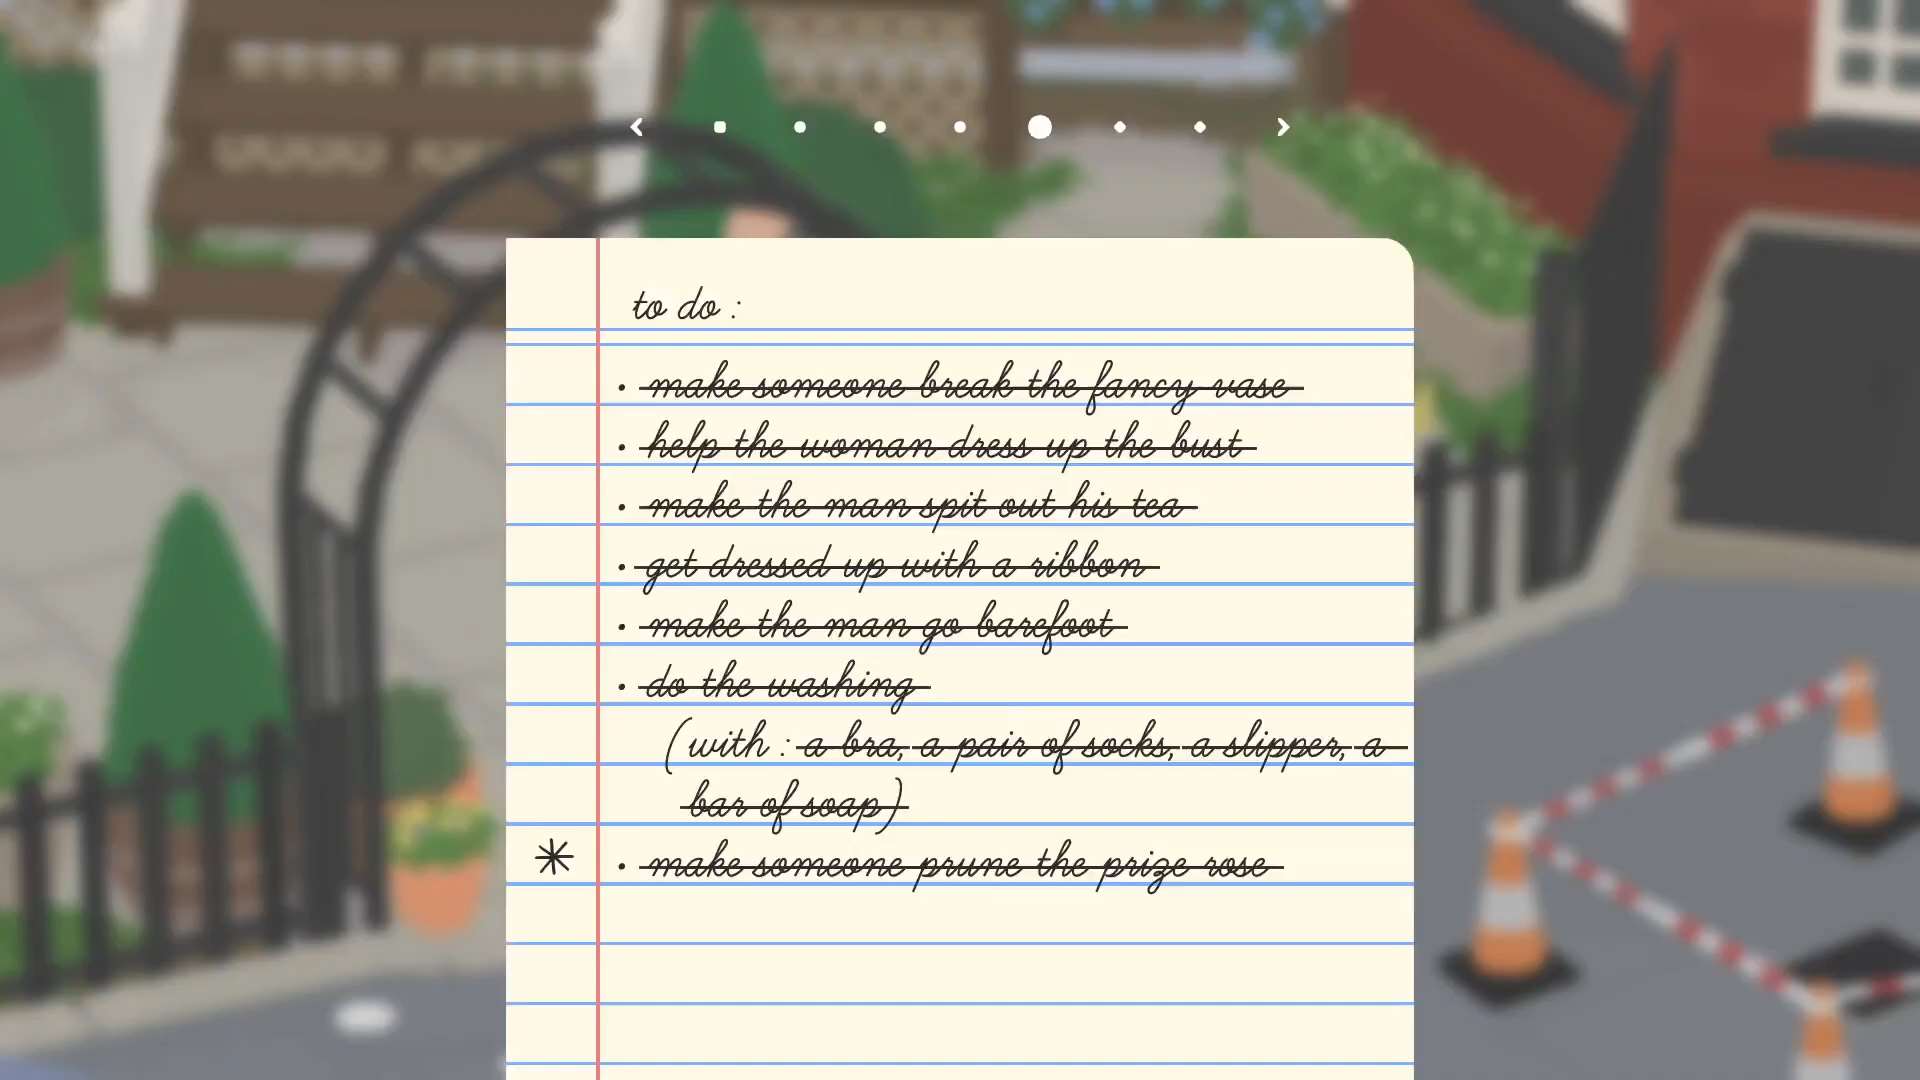 to do :
• make someone break the fancy vase
• help the woman dress up the bust
• make the man spit out his tea
• get dressed up with a ribbon
• make the man go barefoot
• do the washing
(with : a bra, a pair of socks, a slipper, a
bar of soap)
* • make someone prune the prize rose